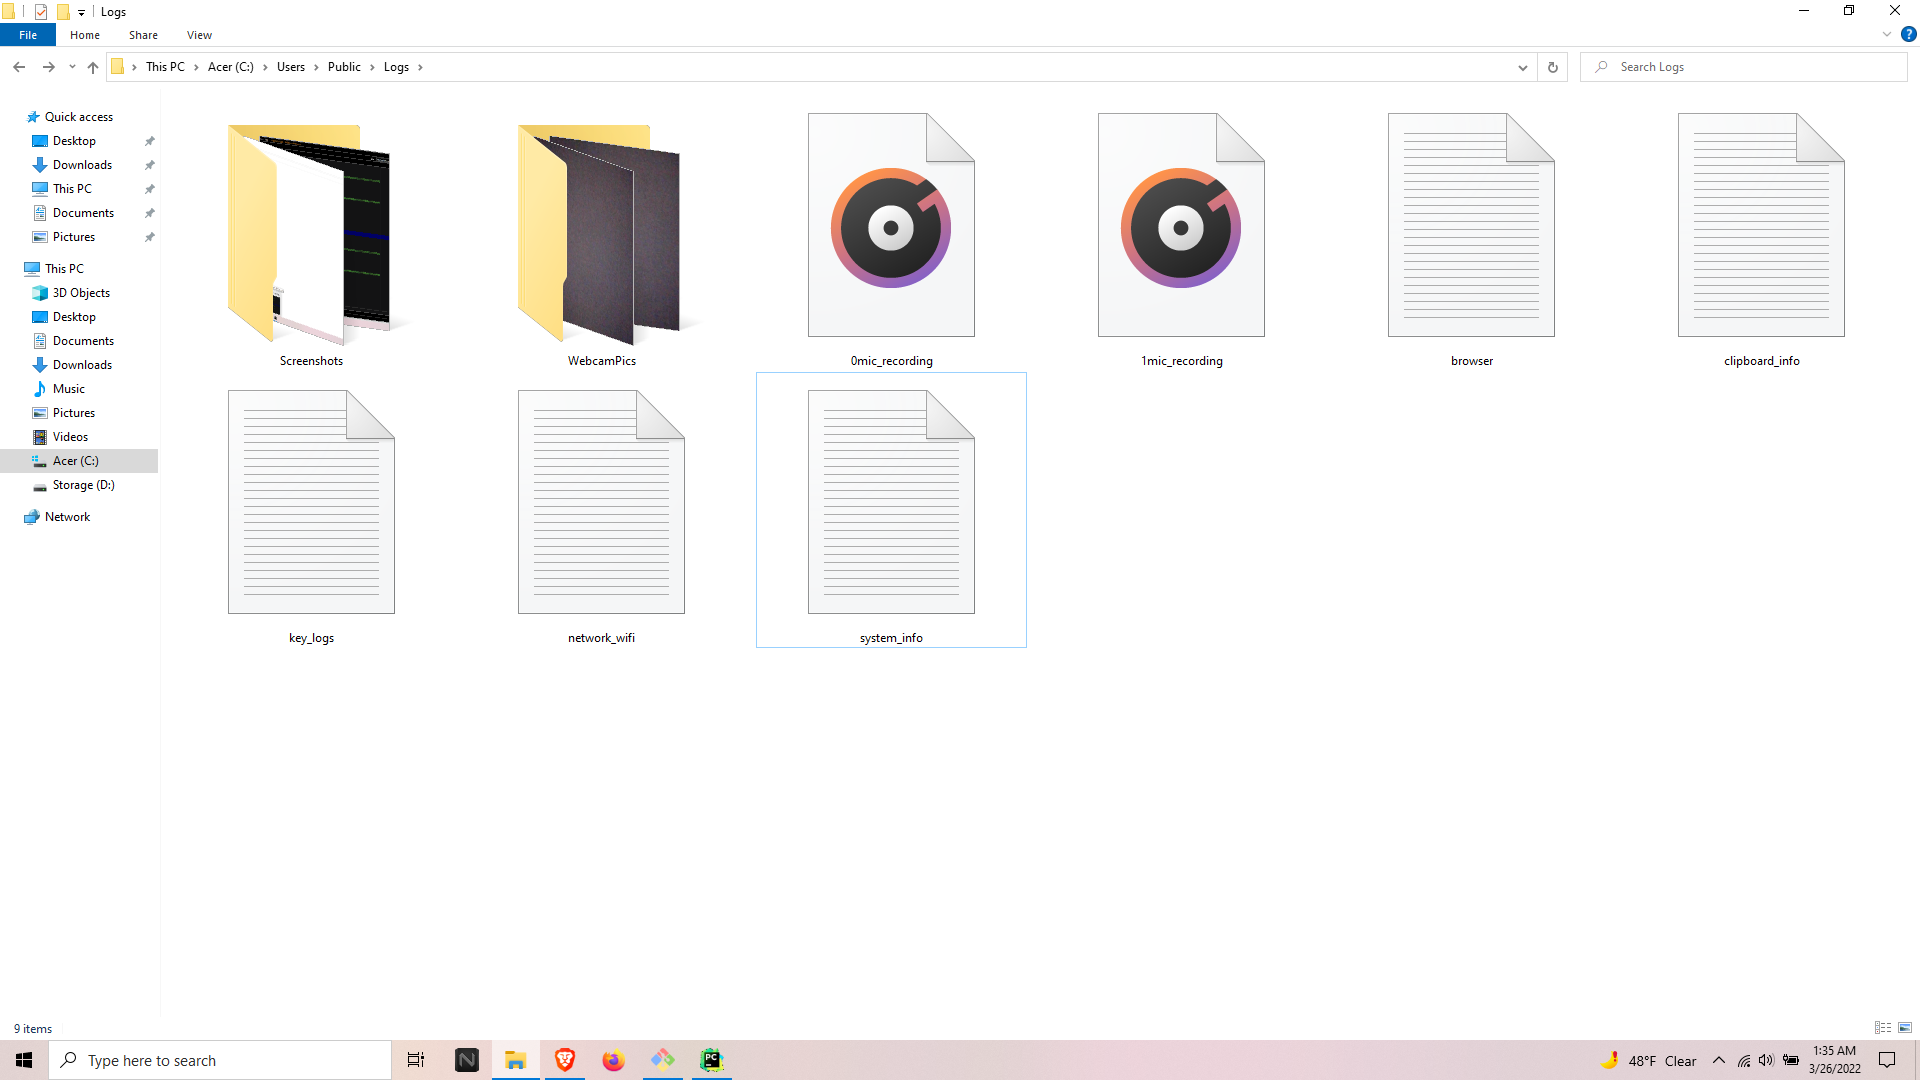 Logs
File Home Share View
This PC Acer (C:) Users Public Logs
Search Logs
Quick access
Desktop
Downloads
This PC
Documents
Pictures
This PC
3D Objects
Desktop
Documents
Downloads
Music
Pictures
Videos
Acer (C:)
Storage (D:)
Network
Screenshots
WebcamPics
0mic_recording
1mic_recording
browser
clipboard_info
key_logs
network_wifi
system_info
9 items
Type here to search
N
PC
48°F Clear
1:35 AM
3/26/2022